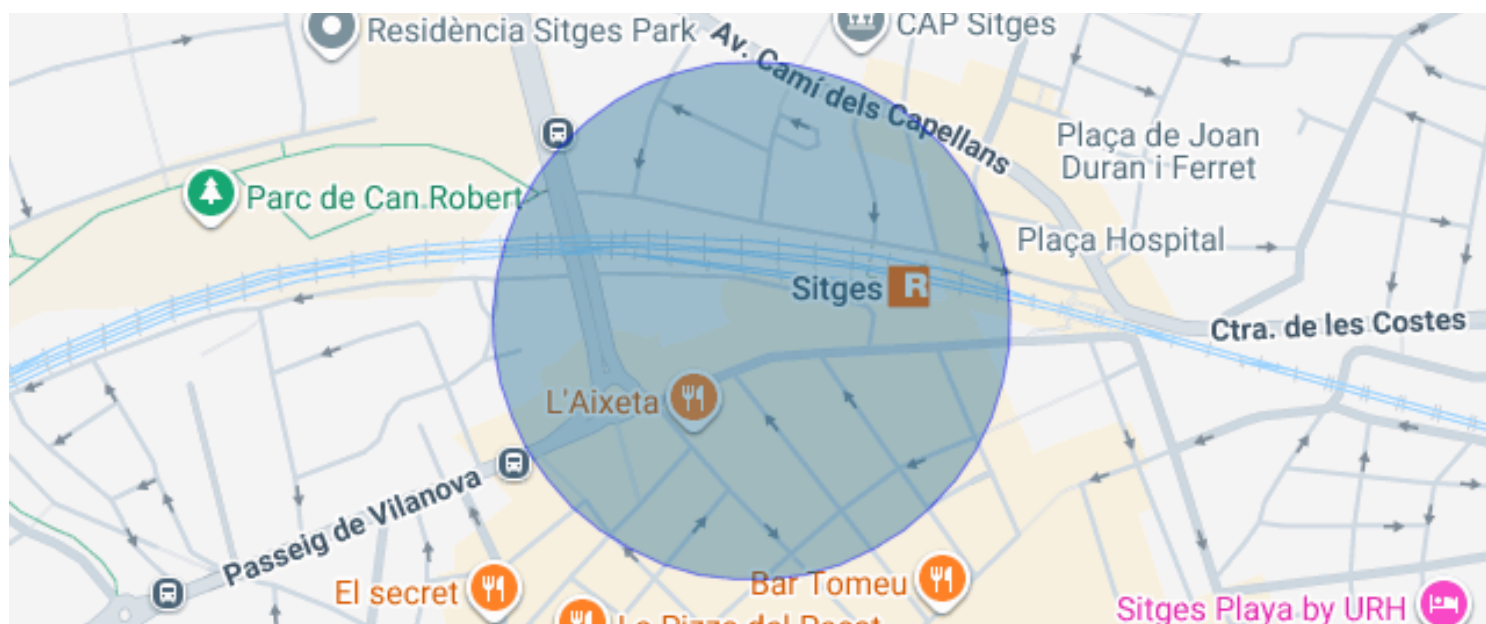 Residència Sitges Park
CAP Sitges
Av. Camí dels Capellans
Plaça de Joan
Duran i Ferret
Parc de Can Robert
Plaça Hospital
Sitges R
Ctra. de les Costes
L'Aixeta
Passeig de Vilanova
El secret
Bar Tomeu
Sitges Playa by URH